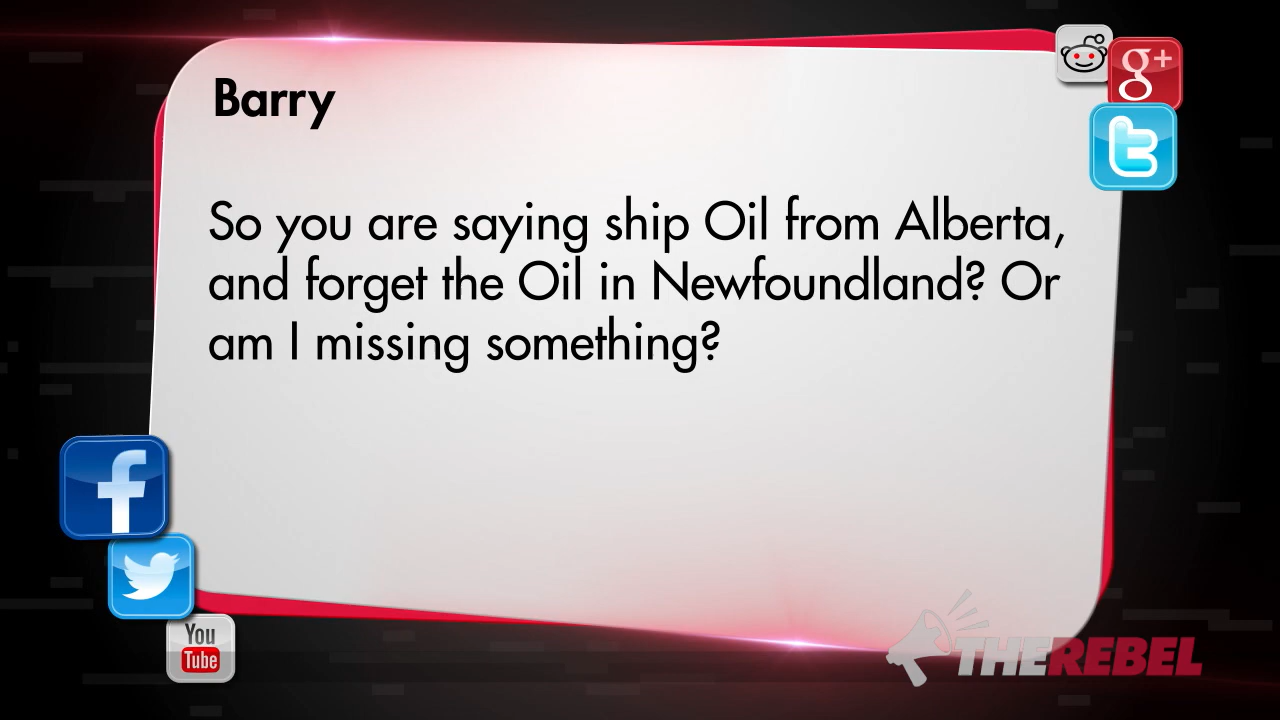 Barry
So you are saying ship Oil from Alberta,
and forget the Oil in Newfoundland? Or
am I missing something?
g+
t
f
You
Tube
THEREBEL